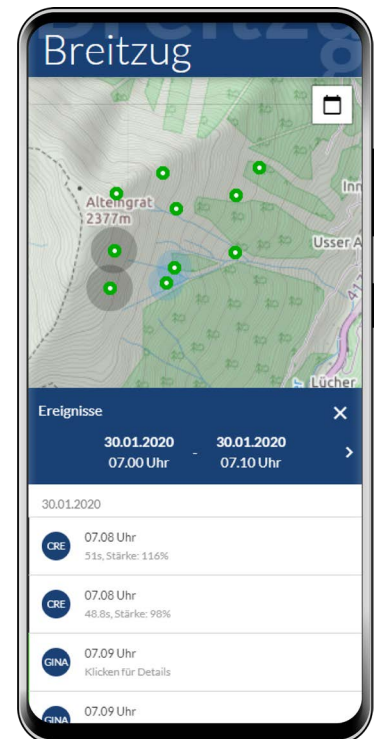 Breitzug
Alteingrat
2377m
Inn
Usser A
417
Lücher
Ereignisse
30.01.2020 - 30.01.2020
07.00 Uhr 07.10 Uhr
30.01.2020
CRE
07.08 Uhr
51s, Stärke: 116%
CRE
07.08 Uhr
48.8s, Stärke: 98%
GINA
07.09 Uhr
Klicken für Details
GINA
07.09 Uhr